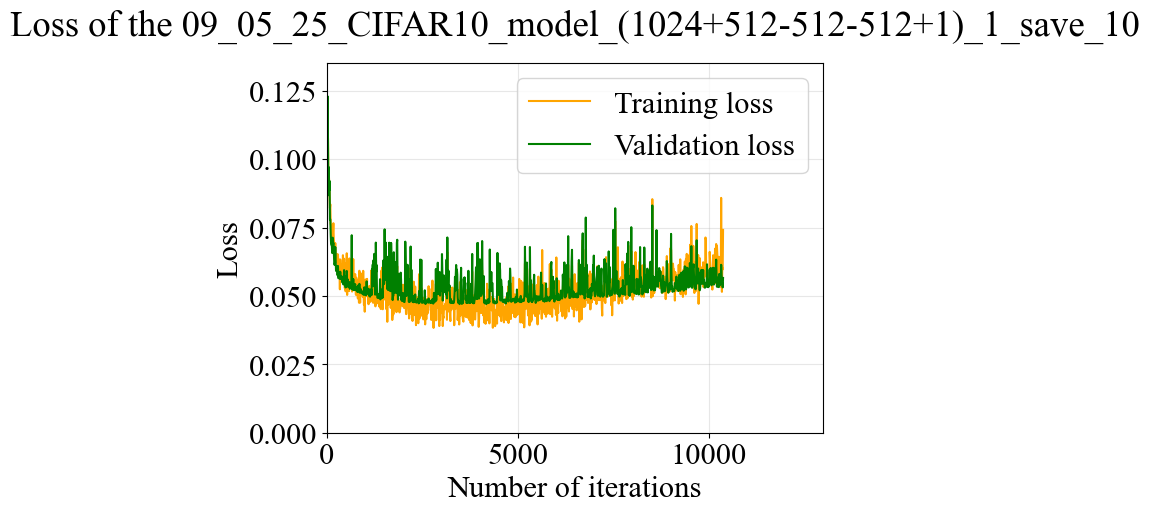 Loss of the 09_05_25_CIFAR10_model_(1024+512-512-512+1)_1_save_10
Training loss
Validation loss
Loss
0.125
0.100
0.075
0.050
0.025
0.000
0 5000 10000
Number of iterations